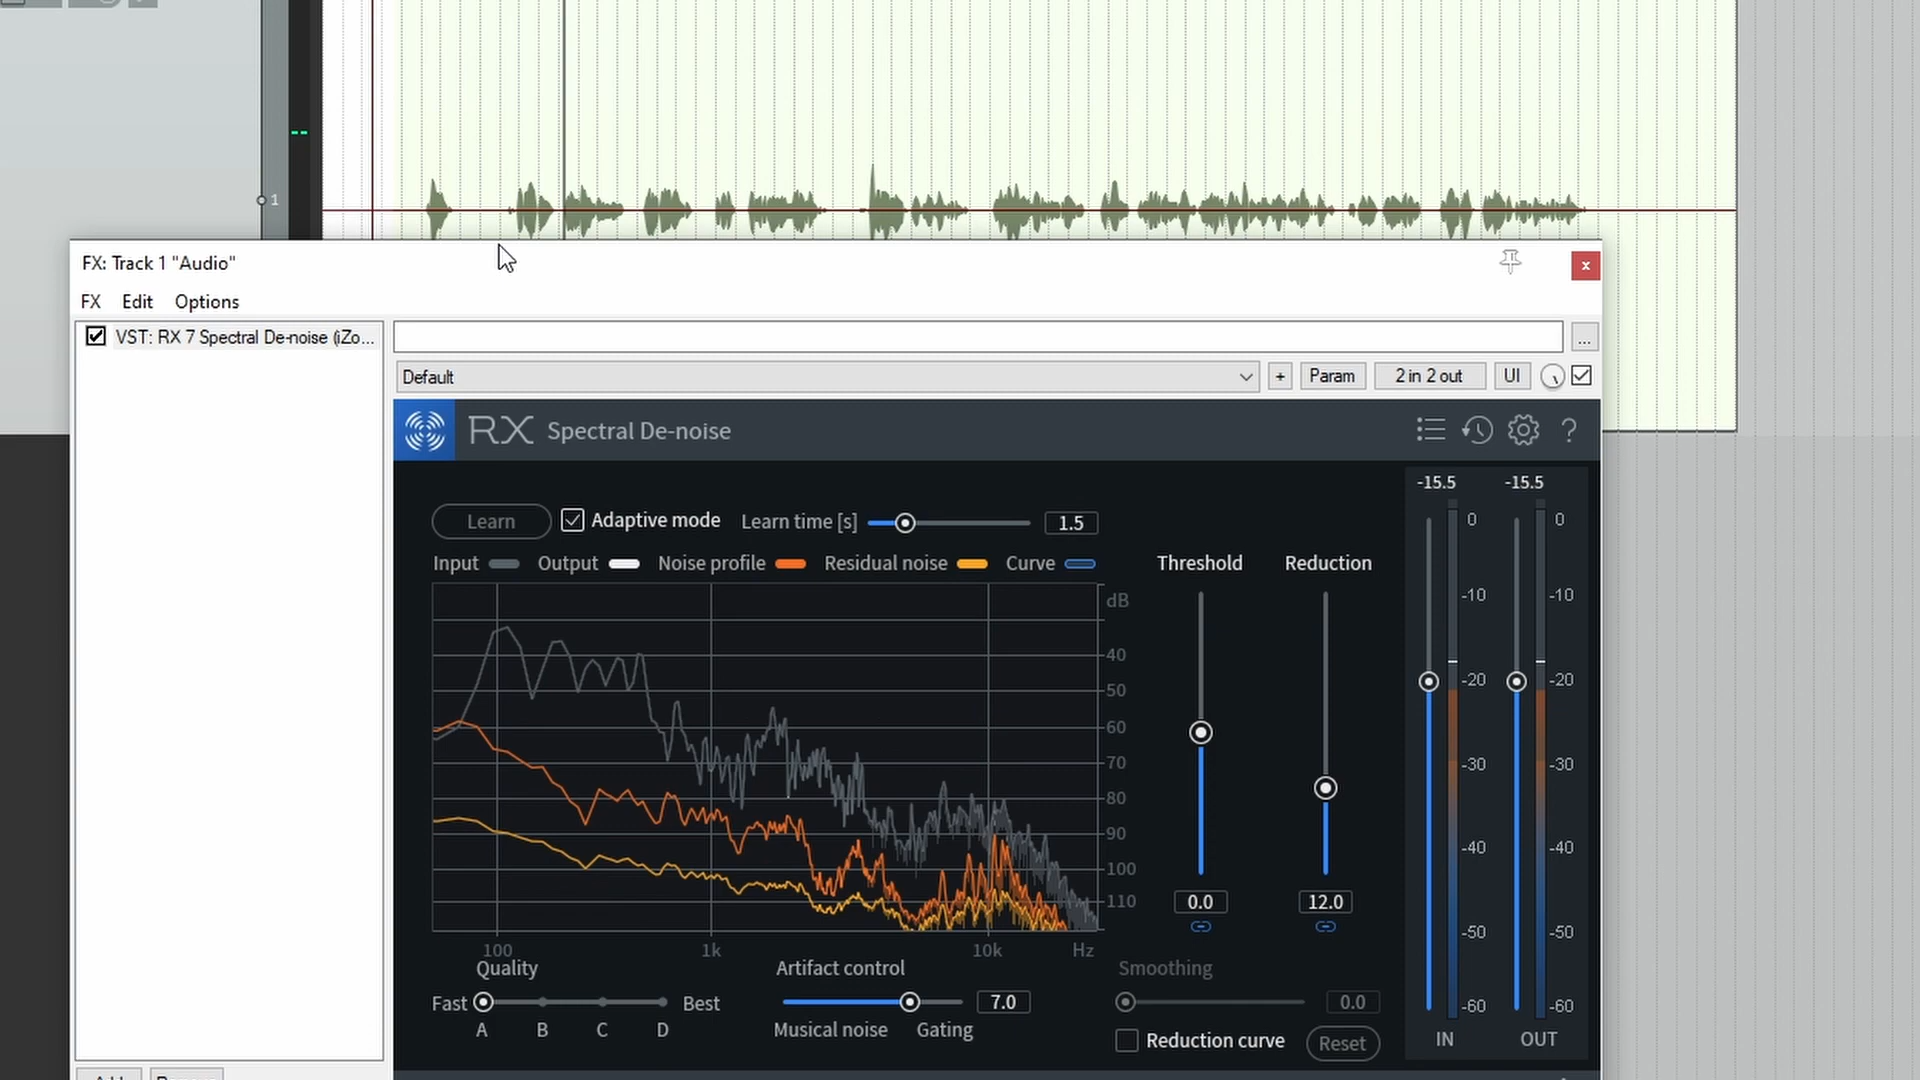 1
FX: Track 1 "Audio"
x
FX Edit Options
VST: RX 7 Spectral De-noise (iZo...
...
Default
+ Param 2 in 2 out UI
RX Spectral De-noise
?
-15.5 -15.5
Learn Adaptive mode Learn time [s] 1.5
Input Output Noise profile Residual noise Curve
Threshold Reduction
dB
40
50
60
70
80
90
100
110
100 1k 10k Hz
0.0 12.0
0 0
-10 -10
-20 -20
-30 -30
-40 -40
-50 -50
-60 -60
IN OUT
Quality
Fast Best
A B C D
Artifact control
7.0
Musical noise Gating
Smoothing
0.0
Reduction curve Reset